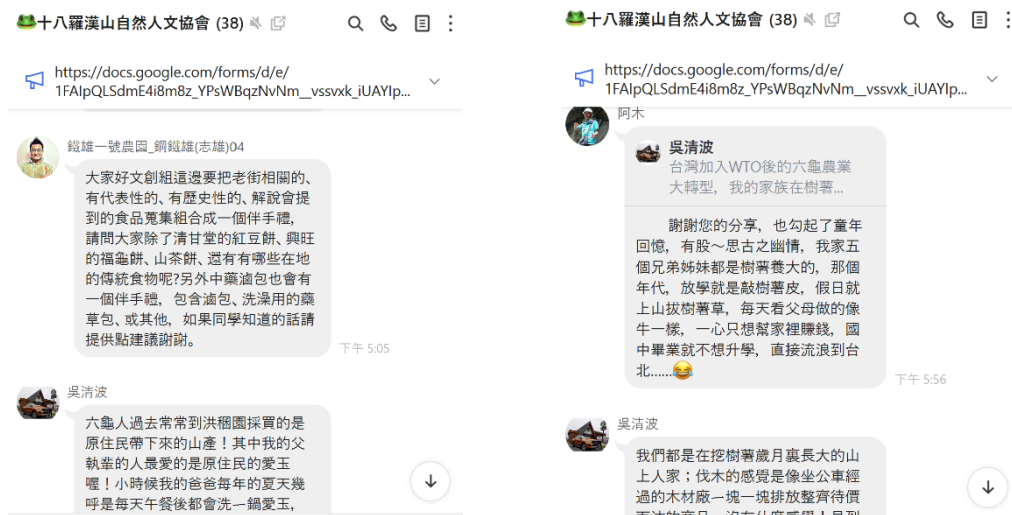 十八羅漢山自然人文協會 (38)
https://docs.google.com/forms/d/e/
1FAIpQLSdmE4i8m8z_YPsWBqzNvNm__vssvxk_iUAYIp...
鐵雄一號農園_鋼鐵雄(志雄)04
大家好文創組這邊要把老街相關的、
有代表性的、有歷史性的、解說會提
到的食品蒐集組合成一個伴手禮,
請問大家除了清甘堂的紅豆餅、興旺
的福龜餅、山茶餅、還有有哪些在地
的傳統食物呢?另外中藥滷包也會有
一個伴手禮, 包含滷包、洗澡用的藥
草包、或其他, 如果同學知道的話請
提供點建議謝謝。
下午 5:05
吳清波
六龜人過去常常到洪稛園採買的是
原住民帶下來的山產！其中我的父
執輩的人最愛的是原住民的愛玉
喔！小時候我的爸爸每年的夏天幾
呼是每天午餐後都會洗一鍋愛玉,
十八羅漢山自然人文協會 (38)
https://docs.google.com/forms/d/e/
1FAIpQLSdmE4i8m8z_YPsWBqzNvNm__vssvxk_iUAYIp...
阿木
吳清波
台灣加入WTO後的六龜農業
大轉型，我的家族在樹薯...
謝謝您的分享，也勾起了童年
回憶，有股～思古之幽情，我家五
個兄弟姊妹都是樹薯養大的，那個
年代，放學就是敲樹薯皮，假日就
上山拔樹薯草，每天看父母做的像
牛一樣，一心只想幫家裡賺錢，國
中畢業就不想升學，直接流浪到台
北......😂
下午 5:56
吳清波
我們都是在挖樹薯歲月裏長大的山
上人家；伐木的感覺是像坐公車經
過的木材廠一塊一塊排放整齊待價